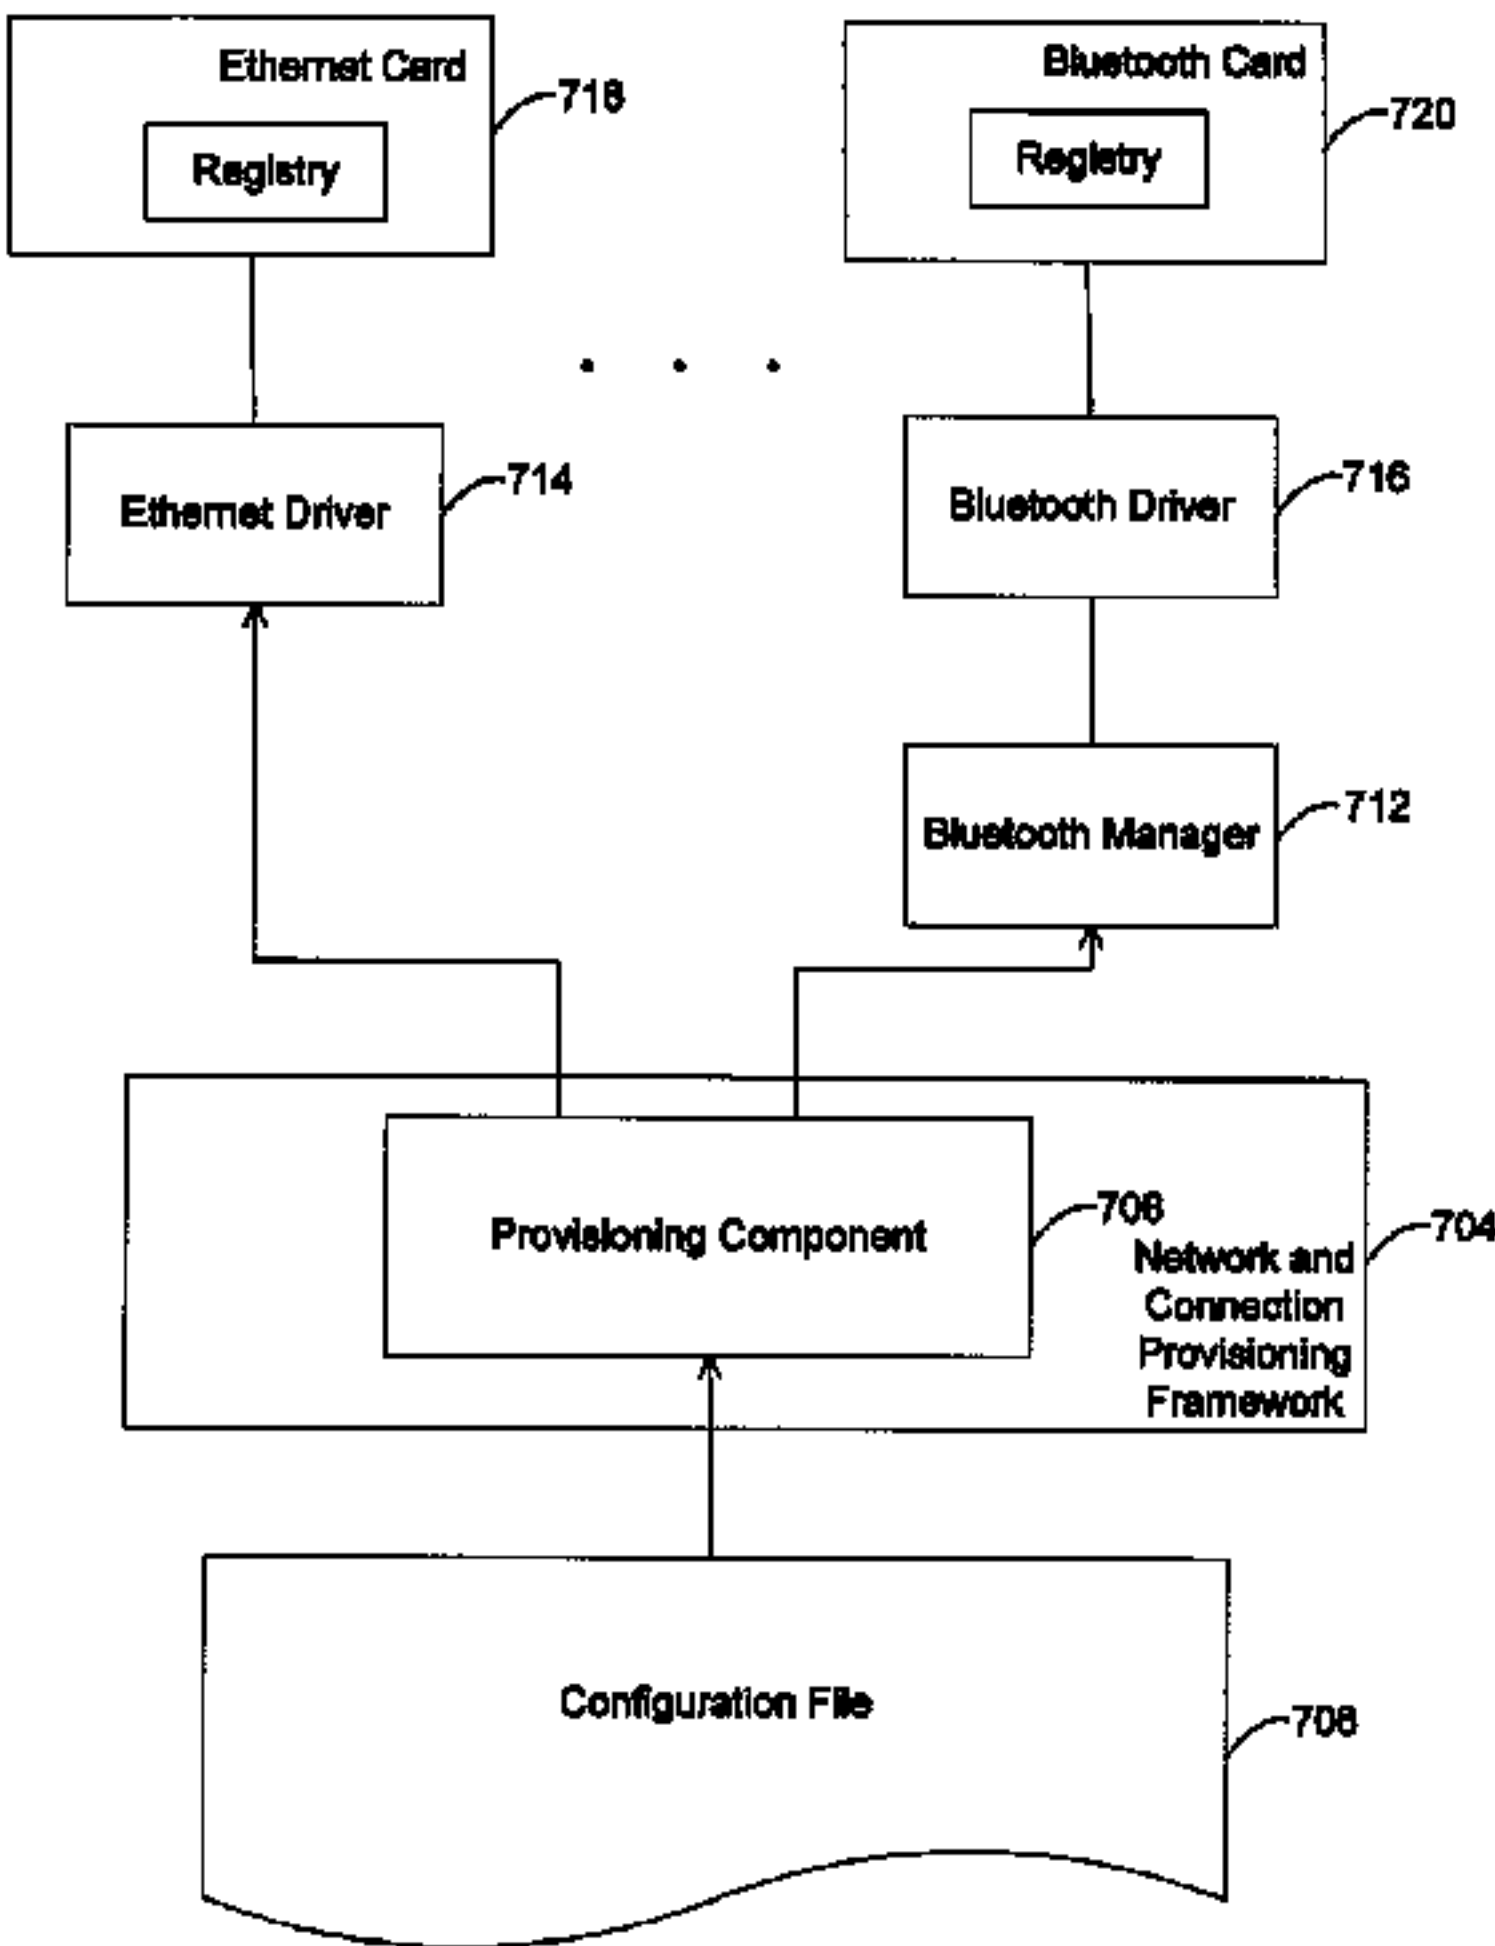 Ethernet Card
718
Registry
Bluetooth Card
720
Registry
Ethernet Driver
714
Bluetooth Driver
716
Bluetooth Manager
712
Provisioning Component
706
Network and
Connection
Provisioning
Framework
704
Configuration File
708